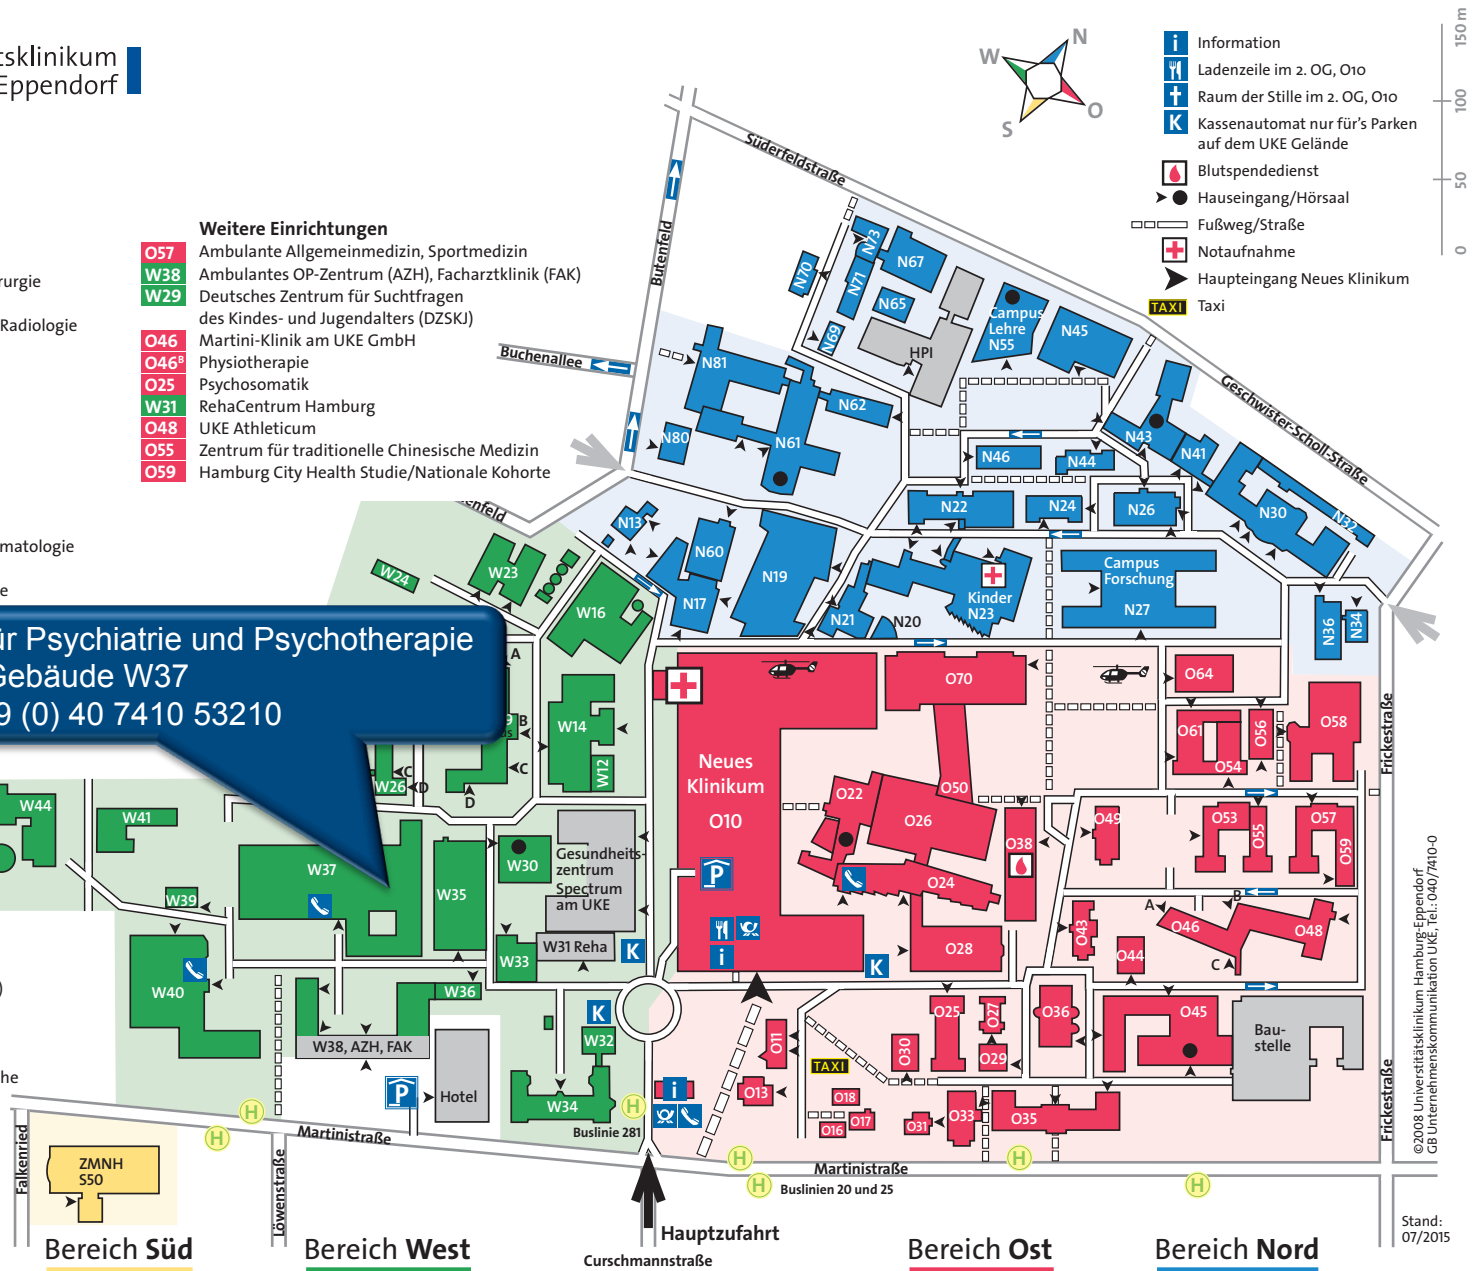 tsklinikum
Eppendorf
Weitere Einrichtungen
O57 Ambulante Allgemeinmedizin, Sportmedizin
W38 Ambulantes OP-Zentrum (AZH), Facharztklinik (FAK)
W29 Deutsches Zentrum für Suchtfragen
des Kindes- und Jugendalters (DZSKJ)
O46 Martini-Klinik am UKE GmbH
O46B Physiotherapie
O25 Psychosomatik
W31 RehaCentrum Hamburg
O48 UKE Athleticum
O55 Zentrum für traditionelle Chinesische Medizin
O59 Hamburg City Health Studie/Nationale Kohorte
rurgie
Radiologie
matologie
e
)
che
N
W
O
S
i Information
Ladenzeile im 2. OG, O10
Raum der Stille im 2. OG, O10
K Kassenautomat nur für's Parken
auf dem UKE Gelände
Blutspendedienst
Hauseingang/Hörsaal
Fußweg/Straße
Notaufnahme
Haupteingang Neues Klinikum
TAXI Taxi
150 m
100
50
0
Süderfeldstraße
Butenfeld
Buchenallee
enfeld
Geschwister-Scholl-Straße
N73
N67
N70
N71
N65
N69
HPI
Campus
Lehre
N55
N45
N81
N62
N80
N61
N43
N41
N46
N44
N22
N24
N26
N30
N32
N13
N60
N19
N17
N21
N20
Kinder
N23
Campus
Forschung
N27
N36
N34
W24
W23
W16
ür Psychiatrie und Psychotherapie
Gebäude W37
9 (0) 40 7410 53210
A
9
B
s
C
D
C
D
W26
W14
W12
W44
W41
W37
W39
W40
W35
W30
Gesundheits-
zentrum
Spectrum
am UKE
W31 Reha
W33
W36
W38, AZH, FAK
P
Hotel
K
W32
W34
K
Neues
Klinikum
O10
P
i
K
O70
O50
O22
O26
O24
O38
O28
O64
O61
O56
O54
O58
O49
O53
O55
O57
O59
A
B
O46
O48
C
O43
O44
O45
Bau-
stelle
O25
O27
O36
O30
O29
O11
TAXI
O13
O18
O17
O16
O31
O33
O35
i
H
H
H
H
H
H
H
Buslinie 281
Martinistraße
Martinistraße
Buslinien 20 und 25
Frickestraße
Frickestraße
Falkenried
Löwenstraße
ZMNH
S50
Hauptzufahrt
Curschmannstraße
Bereich Süd
Bereich West
Bereich Ost
Bereich Nord
©2008 Universtitätsklinikum Hamburg-Eppendorf
GB Unternehmenskommunikation UKE, Tel.: 040/7410-0
Stand:
07/2015